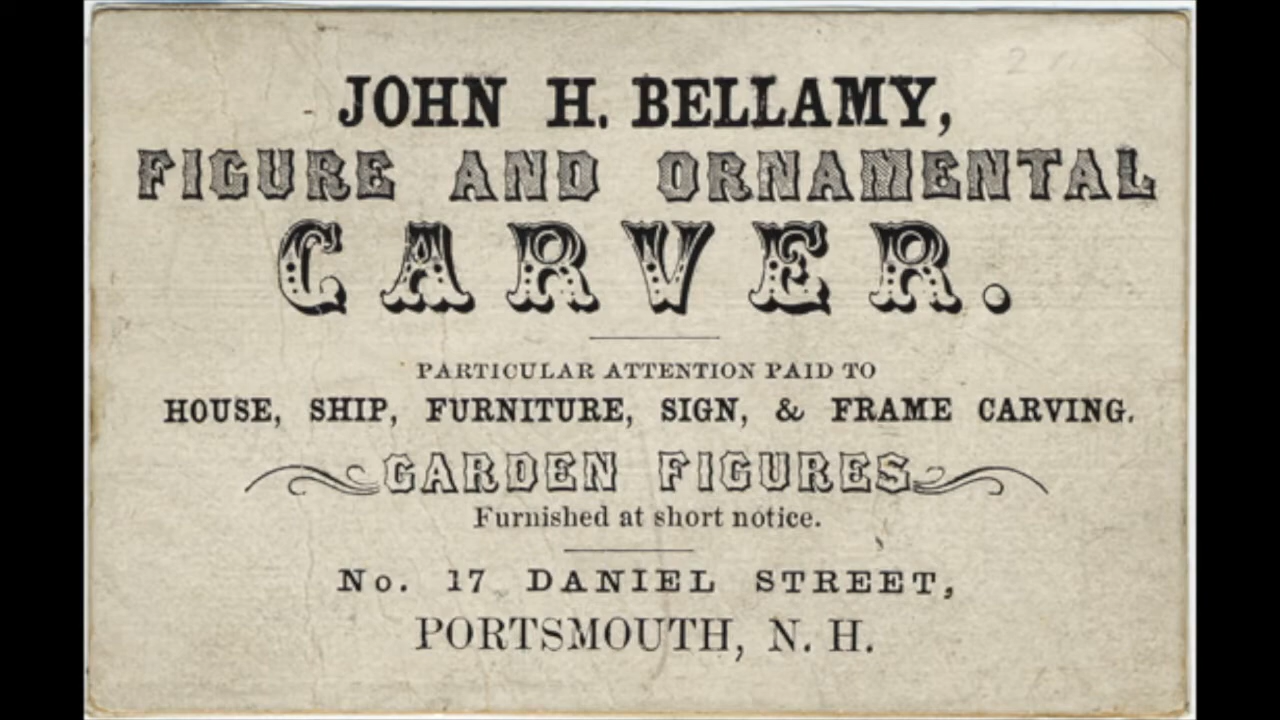 JOHN H. BELLAMY,
FIGURE AND ORNAMENTAL
CARVER.
PARTICULAR ATTENTION PAID TO
HOUSE, SHIP, FURNITURE, SIGN, & FRAME CARVING.
GARDEN FIGURES
Furnished at short notice.
No. 17 DANIEL STREET,
PORTSMOUTH, N. H.